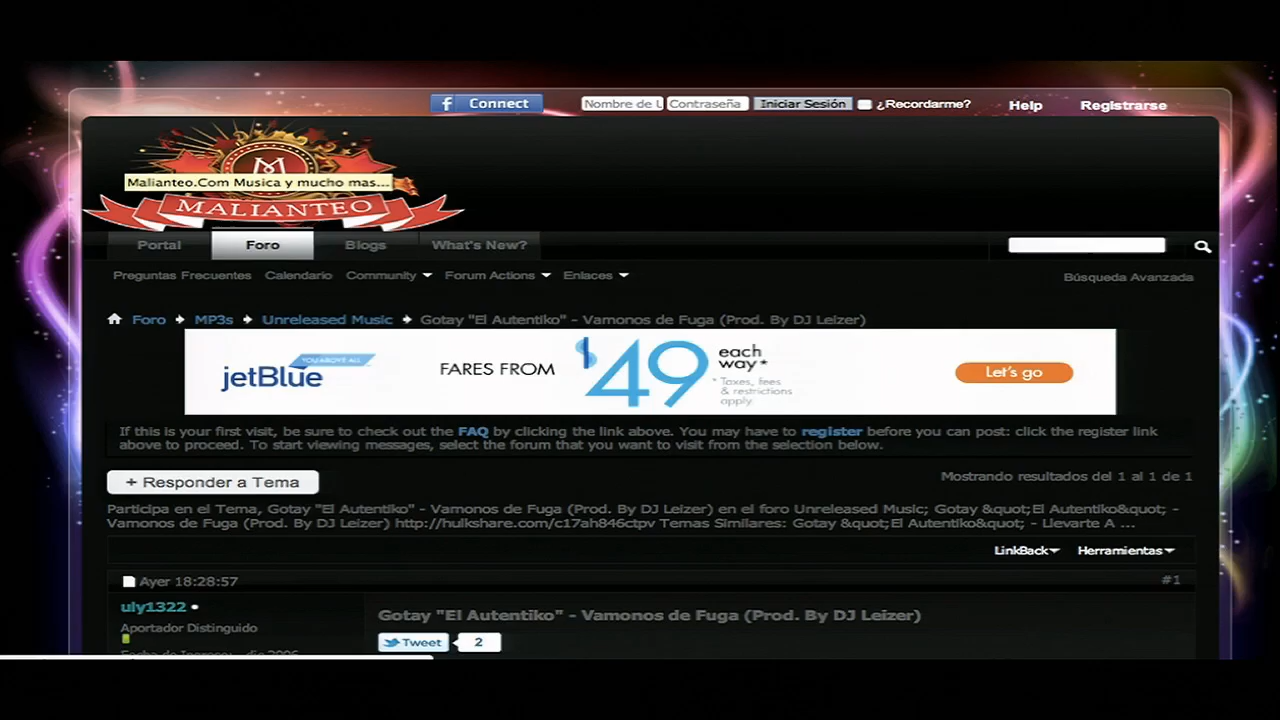 f Connect
Nombre de U
Contraseña
Iniciar Sesión
¿Recordarme?
Help
Registrarse
M
Malianteo.Com Musica y mucho mas...
MALIANTEO
Portal
Foro
Blogs
What's New?
Preguntas Frecuentes
Calendario
Community
Forum Actions
Enlaces
Búsqueda Avanzada
Foro
MP3s
Unreleased Music
Gotay "El Autentiko" - Vamonos de Fuga (Prod. By DJ Leizer)
YOU ABOVE ALL
jetBlue
FARES FROM
$49
each
way*
* Taxes, fees
& restrictions
apply
Let's go
If this is your first visit, be sure to check out the FAQ by clicking the link above. You may have to register before you can post: click the register link
above to proceed. To start viewing messages, select the forum that you want to visit from the selection below.
+ Responder a Tema
Mostrando resultados del 1 al 1 de 1
Participa en el Tema, Gotay "El Autentiko" - Vamonos de Fuga (Prod. By DJ Leizer) en el foro Unreleased Music; Gotay &quot;El Autentiko&quot; -
Vamonos de Fuga (Prod. By DJ Leizer) http://hulkshare.com/c17ah846ctpv Temas Similares: Gotay &quot;El Autentiko&quot; - Llevarte A ...
LinkBack
Herramientas
Ayer 18:28:57
#1
uly1322
Gotay "El Autentiko" - Vamonos de Fuga (Prod. By DJ Leizer)
Aportador Distinguido
Tweet
2
Fecha de Ingreso: dic 2006